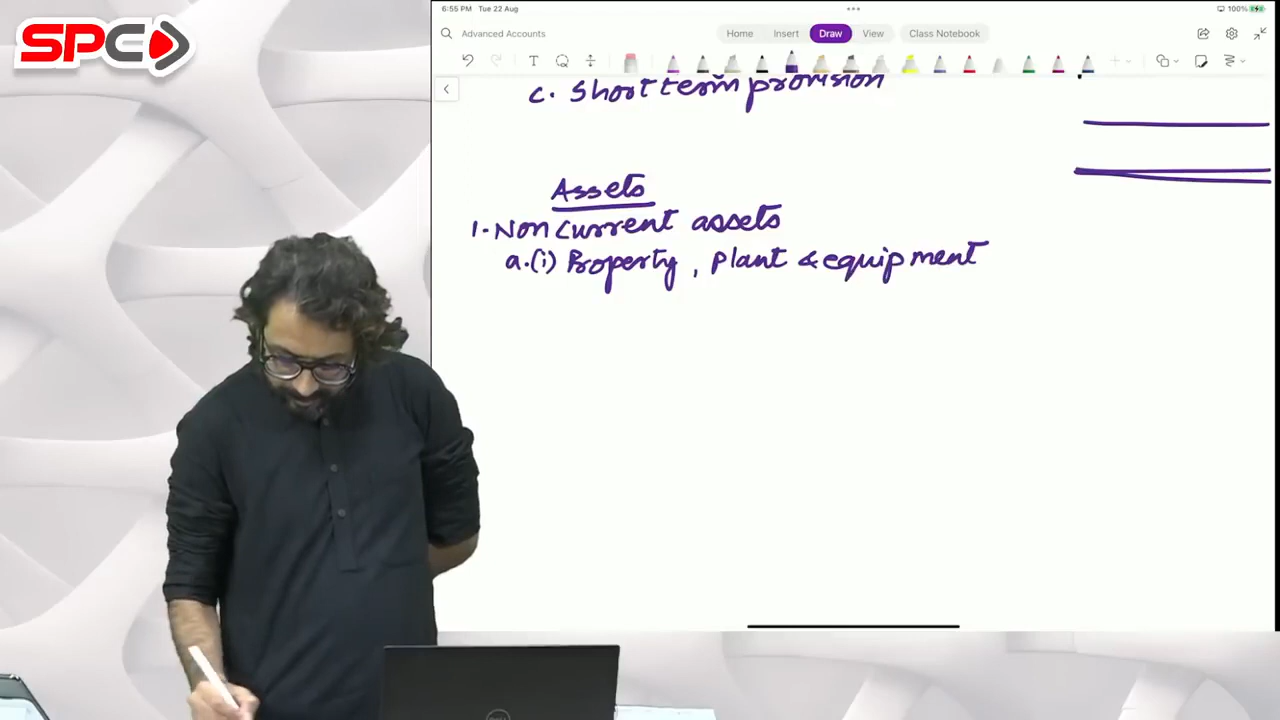 SPC
6:55 PM Tue 22 Aug
100%
Advanced Accounts
Home Insert Draw View Class Notebook
c. Short term provision
Assets
1. Non current assets
a. (i) Property, plant & equipment
DELL